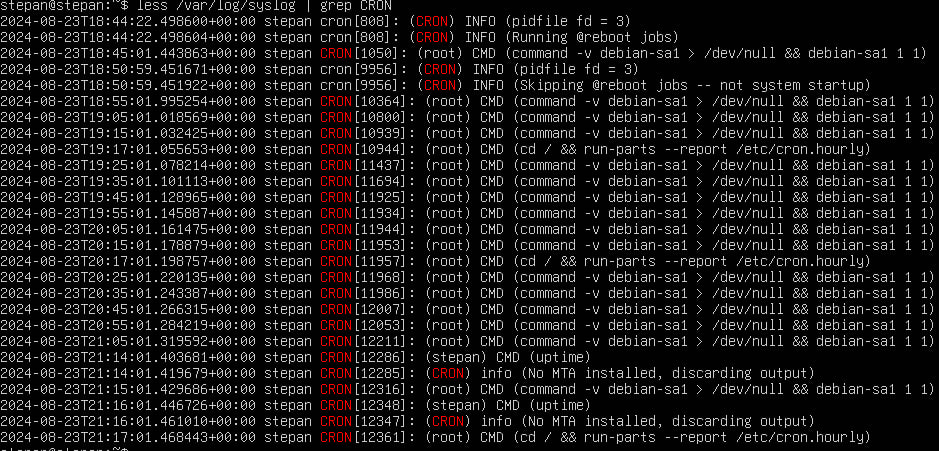 stepan@stepan:~$ less /var/log/syslog | grep CRON
2024-08-23T18:44:22.498600+00:00 stepan cron[808]: (CRON) INFO (pidfile fd = 3)
2024-08-23T18:44:22.498604+00:00 stepan cron[808]: (CRON) INFO (Running @reboot jobs)
2024-08-23T18:45:01.443863+00:00 stepan CRON[1050]: (root) CMD (command -v debian-sa1 > /dev/null && debian-sa1 1 1)
2024-08-23T18:50:59.451671+00:00 stepan cron[9956]: (CRON) INFO (pidfile fd = 3)
2024-08-23T18:50:59.451922+00:00 stepan cron[9956]: (CRON) INFO (Skipping @reboot jobs -- not system startup)
2024-08-23T18:55:01.995254+00:00 stepan CRON[10364]: (root) CMD (command -v debian-sa1 > /dev/null && debian-sa1 1 1)
2024-08-23T19:05:01.018569+00:00 stepan CRON[10800]: (root) CMD (command -v debian-sa1 > /dev/null && debian-sa1 1 1)
2024-08-23T19:15:01.032425+00:00 stepan CRON[10939]: (root) CMD (command -v debian-sa1 > /dev/null && debian-sa1 1 1)
2024-08-23T19:17:01.055653+00:00 stepan CRON[10944]: (root) CMD (cd / && run-parts --report /etc/cron.hourly)
2024-08-23T19:25:01.078214+00:00 stepan CRON[11437]: (root) CMD (command -v debian-sa1 > /dev/null && debian-sa1 1 1)
2024-08-23T19:35:01.101113+00:00 stepan CRON[11694]: (root) CMD (command -v debian-sa1 > /dev/null && debian-sa1 1 1)
2024-08-23T19:45:01.128965+00:00 stepan CRON[11925]: (root) CMD (command -v debian-sa1 > /dev/null && debian-sa1 1 1)
2024-08-23T19:55:01.145887+00:00 stepan CRON[11934]: (root) CMD (command -v debian-sa1 > /dev/null && debian-sa1 1 1)
2024-08-23T20:05:01.161475+00:00 stepan CRON[11944]: (root) CMD (command -v debian-sa1 > /dev/null && debian-sa1 1 1)
2024-08-23T20:15:01.178879+00:00 stepan CRON[11953]: (root) CMD (command -v debian-sa1 > /dev/null && debian-sa1 1 1)
2024-08-23T20:17:01.198757+00:00 stepan CRON[11957]: (root) CMD (cd / && run-parts --report /etc/cron.hourly)
2024-08-23T20:25:01.220135+00:00 stepan CRON[11968]: (root) CMD (command -v debian-sa1 > /dev/null && debian-sa1 1 1)
2024-08-23T20:35:01.243387+00:00 stepan CRON[11986]: (root) CMD (command -v debian-sa1 > /dev/null && debian-sa1 1 1)
2024-08-23T20:45:01.266315+00:00 stepan CRON[12007]: (root) CMD (command -v debian-sa1 > /dev/null && debian-sa1 1 1)
2024-08-23T20:55:01.284219+00:00 stepan CRON[12053]: (root) CMD (command -v debian-sa1 > /dev/null && debian-sa1 1 1)
2024-08-23T21:05:01.319592+00:00 stepan CRON[12211]: (root) CMD (command -v debian-sa1 > /dev/null && debian-sa1 1 1)
2024-08-23T21:14:01.403681+00:00 stepan CRON[12286]: (stepan) CMD (uptime)
2024-08-23T21:14:01.419679+00:00 stepan CRON[12285]: (CRON) info (No MTA installed, discarding output)
2024-08-23T21:15:01.429686+00:00 stepan CRON[12316]: (root) CMD (command -v debian-sa1 > /dev/null && debian-sa1 1 1)
2024-08-23T21:16:01.446726+00:00 stepan CRON[12348]: (stepan) CMD (uptime)
2024-08-23T21:16:01.461010+00:00 stepan CRON[12347]: (CRON) info (No MTA installed, discarding output)
2024-08-23T21:17:01.468443+00:00 stepan CRON[12361]: (root) CMD (cd / && run-parts --report /etc/cron.hourly)
stepan@stepan:~$